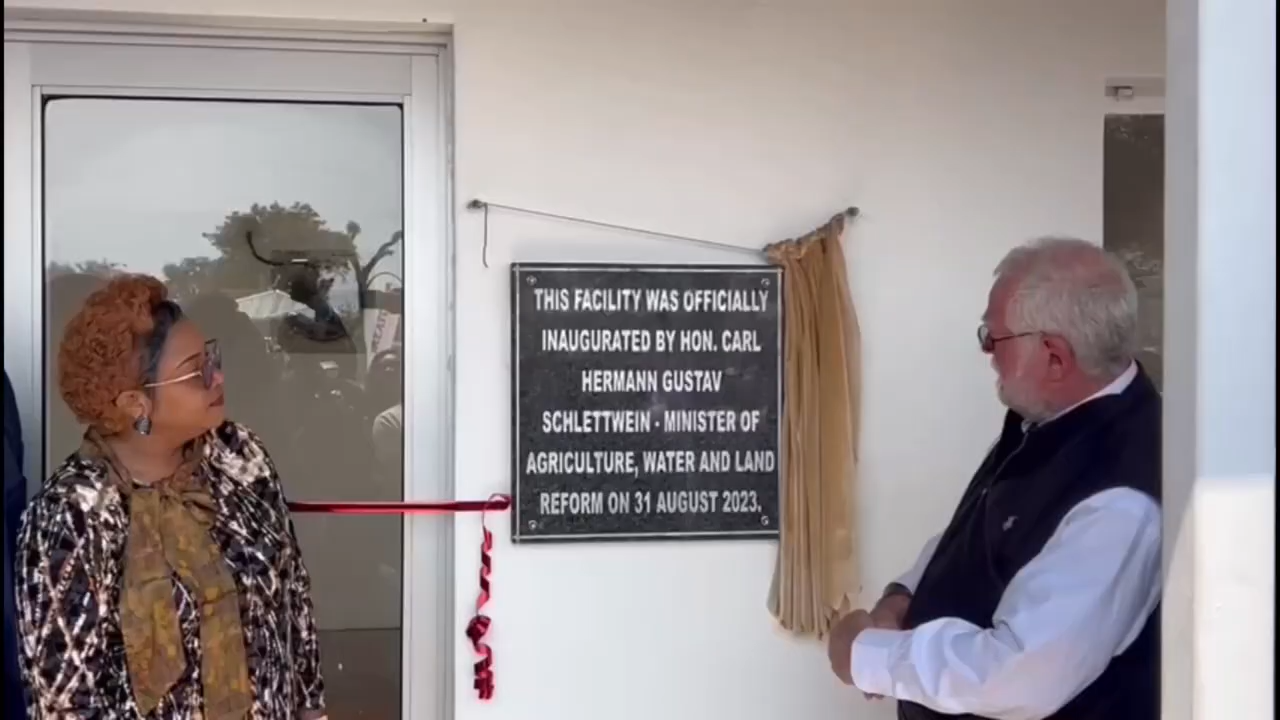 THIS FACILITY WAS OFFICIALLY
INAUGURATED BY HON. CARL
HERMANN GUSTAV
SCHLETTWEIN - MINISTER OF
AGRICULTURE, WATER AND LAND
REFORM ON 31 AUGUST 2023.